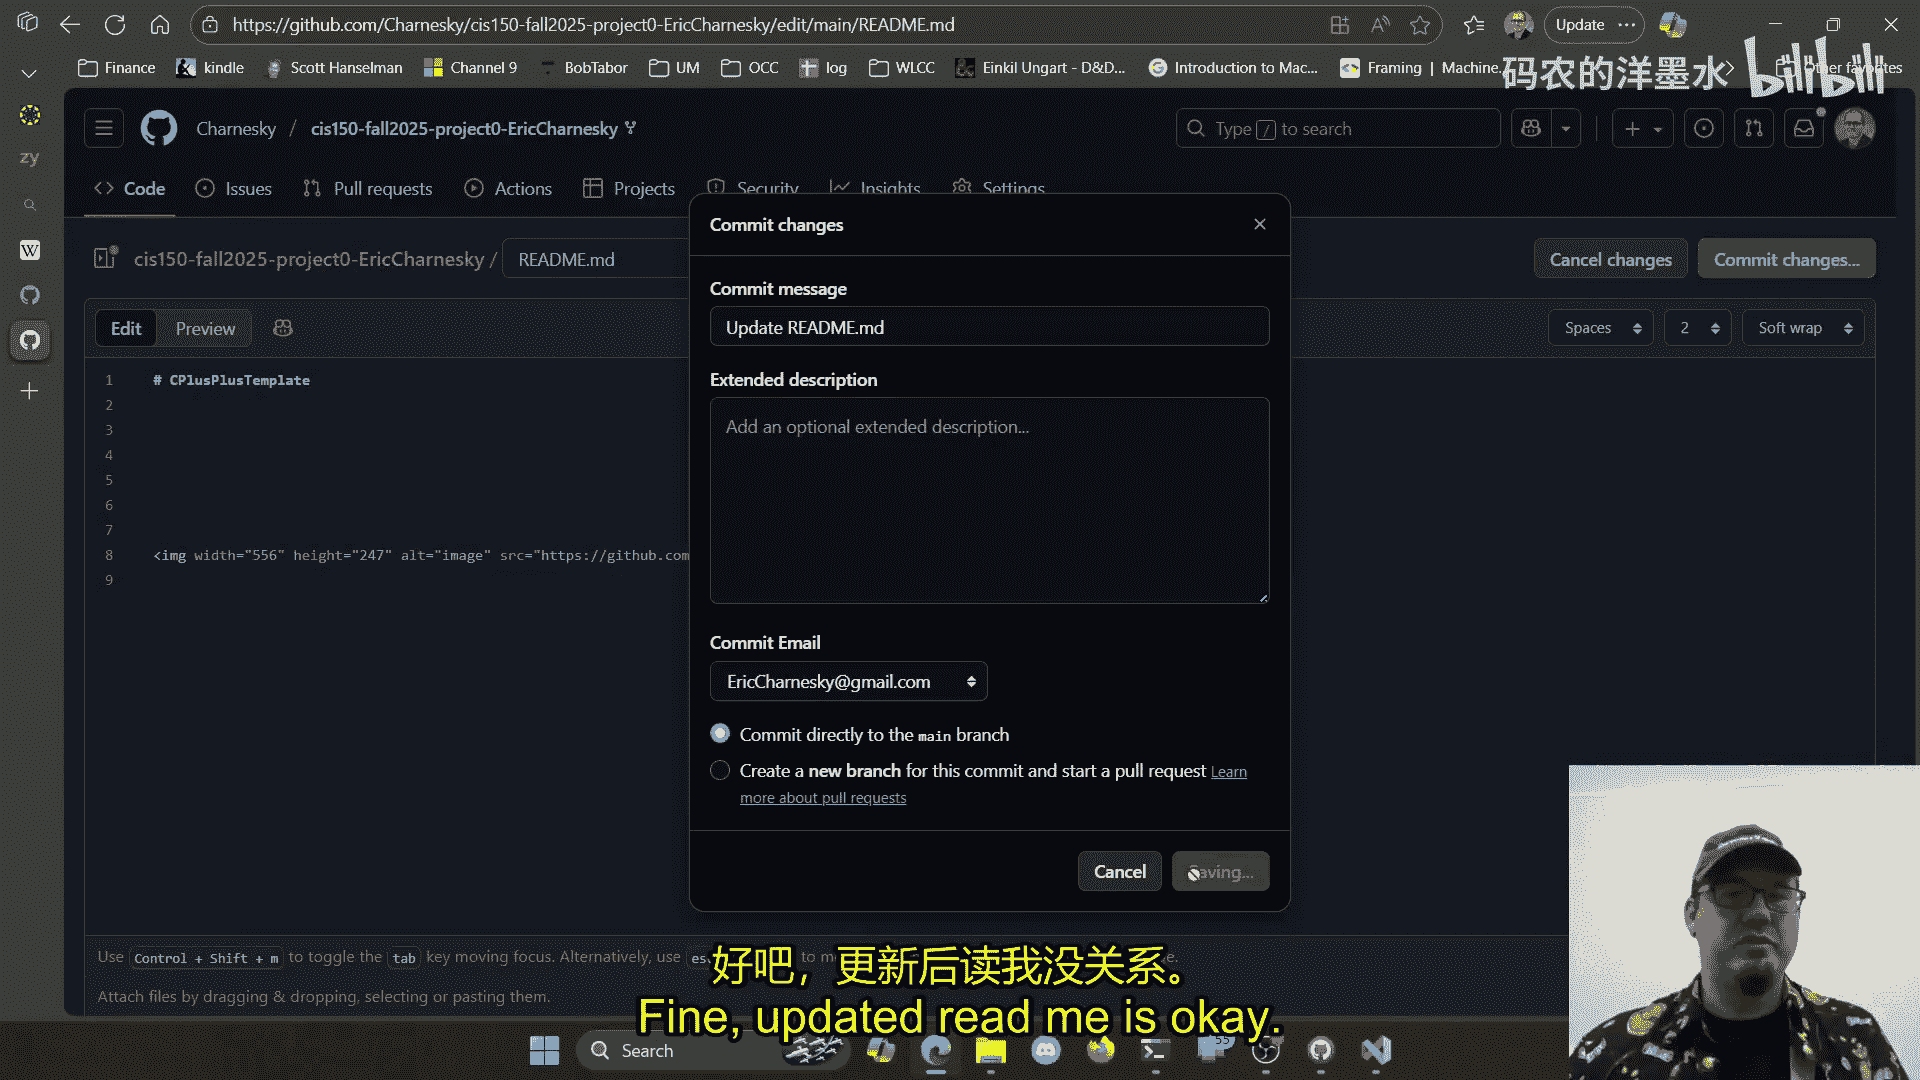 https://github.com/Charnesky/cis150-fall2025-project0-EricCharnesky/edit/main/README.md
Update
Finance
kindle
Scott Hanselman
Channel 9
BobTabor
UM
OCC
log
WLCC
Einkil Ungart - D&D...
Introduction to Mac...
Framing | Machine...
Other favorites
码农的洋墨水
bilibili
Charnesky / cis150-fall2025-project0-EricCharnesky
Type / to search
Code
Issues
Pull requests
Actions
Projects
Security
Insights
Settings
zy
W
cis150-fall2025-project0-EricCharnesky / README.md
Cancel changes
Commit changes...
Edit
Preview
Spaces
2
Soft wrap
1 # CPlusPlusTemplate
2
3
4
5
6
7
8 <img width="556" height="247" alt="image" src="https://github.com
9
Commit changes
Commit message
Update README.md
Extended description
Add an optional extended description...
Commit Email
EricCharnesky@gmail.com
Commit directly to the main branch
Create a new branch for this commit and start a pull request Learn
more about pull requests
Cancel
Saving...
Use Control + Shift + m to toggle the tab key moving focus. Alternatively, use
Attach files by dragging & dropping, selecting or pasting them.
好吧，更新后读我没关系。
Fine, updated read me is okay.
Search
55